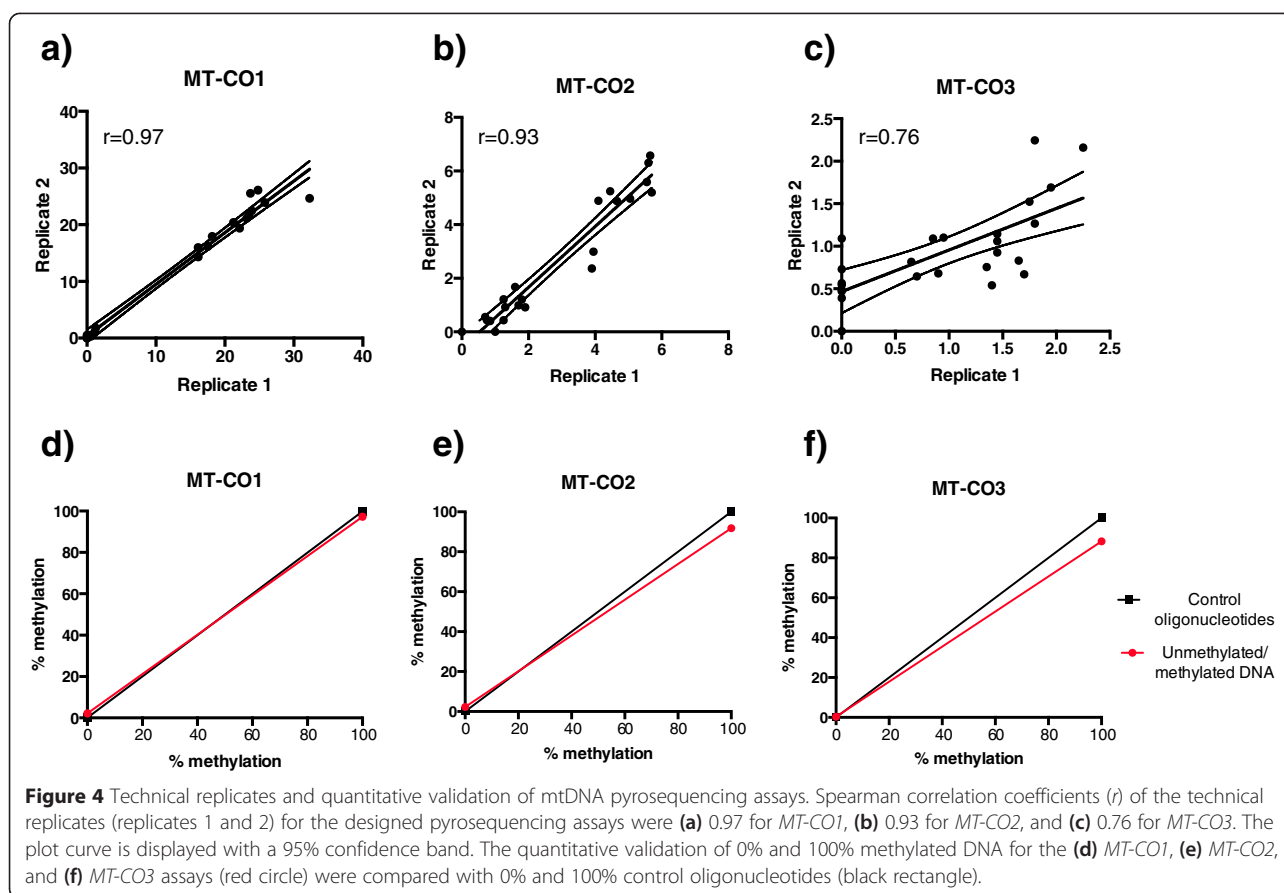 a)
MT-CO1
r=0.97
40
30
20
10
0
Replicate 2
0
10
20
30
40
Replicate 1
b)
MT-CO2
r=0.93
8
6
4
2
0
Replicate 2
0
2
4
6
8
Replicate 1
c)
MT-CO3
r=0.76
2.5
2.0
1.5
1.0
0.5
0.0
Replicate 2
0.0
0.5
1.0
1.5
2.0
2.5
Replicate 1
d)
MT-CO1
100
80
60
40
20
0
% methylation
0
20
40
60
80
100
% methylation
e)
MT-CO2
100
80
60
40
20
0
% methylation
0
20
40
60
80
100
% methylation
f)
MT-CO3
100
80
60
40
20
0
% methylation
0
20
40
60
80
100
% methylation
Control
oligonucleotides
Unmethylated/
methylated DNA
Figure 4 Technical replicates and quantitative validation of mtDNA pyrosequencing assays. Spearman correlation coefficients (r) of the technical
replicates (replicates 1 and 2) for the designed pyrosequencing assays were (a) 0.97 for MT-CO1, (b) 0.93 for MT-CO2, and (c) 0.76 for MT-CO3. The
plot curve is displayed with a 95% confidence band. The quantitative validation of 0% and 100% methylated DNA for the (d) MT-CO1, (e) MT-CO2,
and (f) MT-CO3 assays (red circle) were compared with 0% and 100% control oligonucleotides (black rectangle).